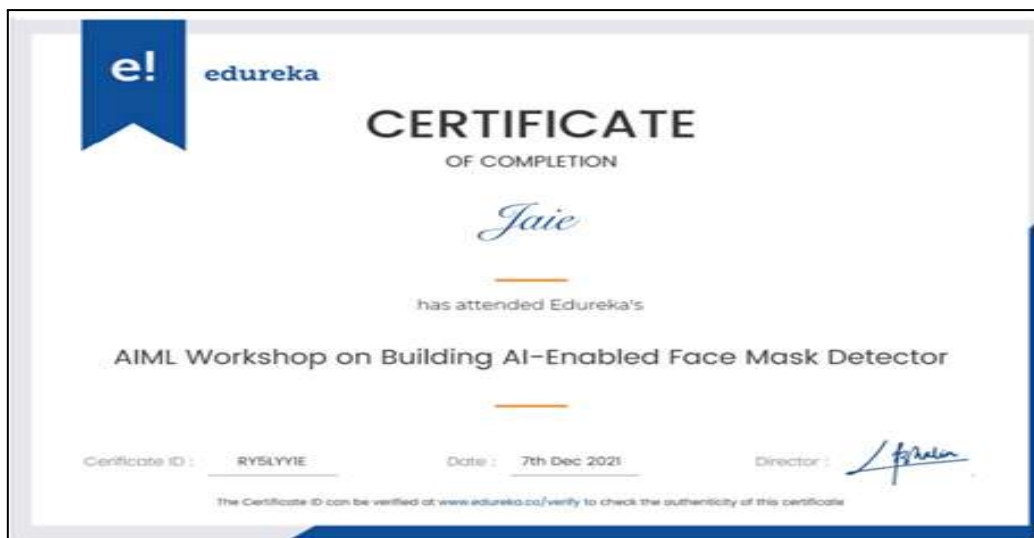 e! edureka
CERTIFICATE
OF COMPLETION
Jaie
has attended Edureka's
AIML Workshop on Building AI-Enabled Face Mask Detector
Cerificate ID : RY5LYY1E Date : 7th Dec 2021 Director :
The Certificate ID can be verified at www.edureka.co/verify to check the authenticity of this certificate